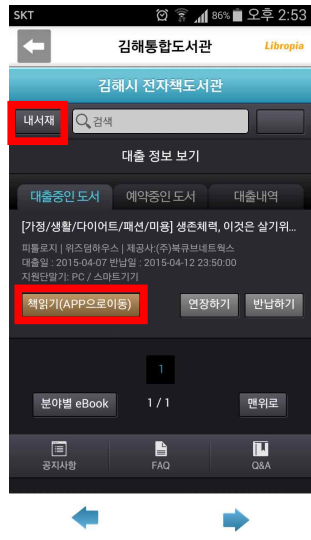 SKT 86% 오후 2:53
김해통합도서관 Libropia
김해시 전자책도서관
내서재 검색
대출 정보 보기
대출중인 도서 예약중인 도서 대출내역
[가정/생활/다이어트/패션/미용] 생존체력, 이것은 살기위...
피톨로지 | 위즈덤하우스 | 제공사:(주)북큐브네트웍스
대출일 : 2015-04-07 반납일 : 2015-04-12 23:50:00
지원단말기: PC / 스마트기기
책읽기(APP으로이동) 연장하기 반납하기
1
분야별 eBook 1 / 1 맨위로
공지사항 FAQ Q&A